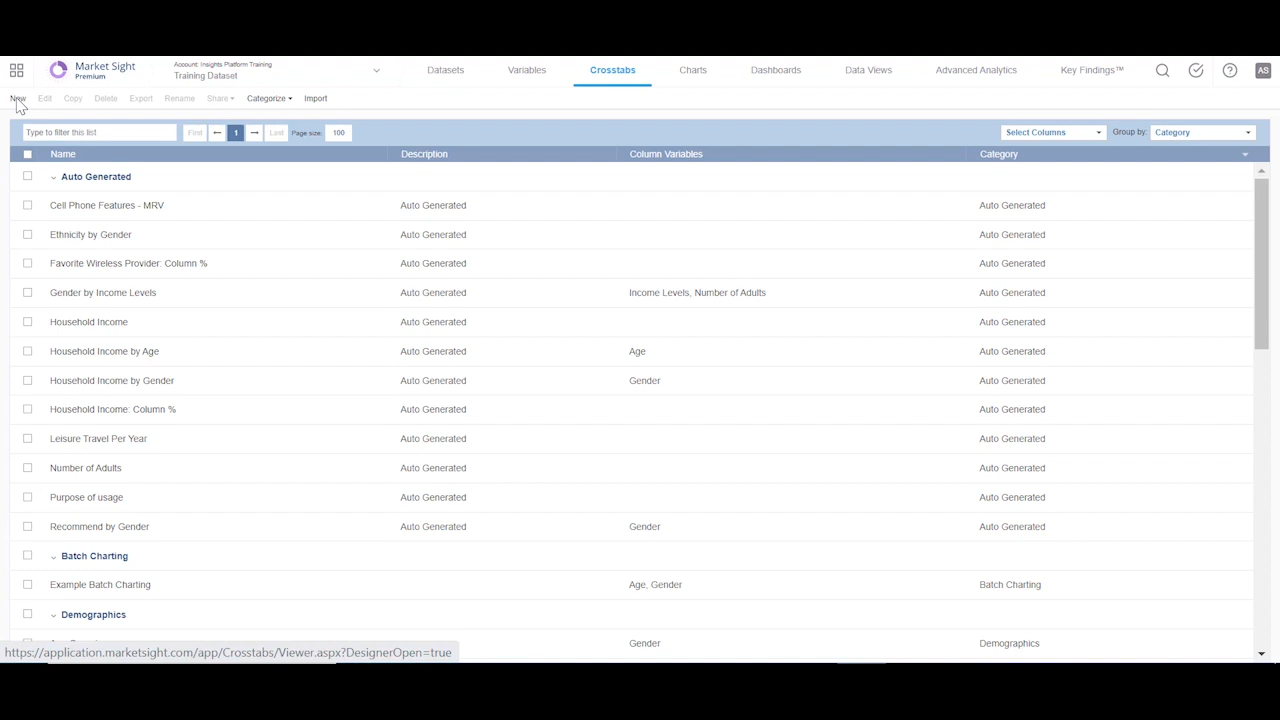 Market Sight
Premium
Account: Insights Platform Training
Training Dataset
Datasets Variables Crosstabs Charts Dashboards Data Views Advanced Analytics Key Findings™ AS
New Edit Copy Delete Export Rename Share Categorize Import
Type to filter this list First 1 Last Page size: 100 Select Columns Group by: Category
Name Description Column Variables Category
Auto Generated
Cell Phone Features - MRV Auto Generated Auto Generated
Ethnicity by Gender Auto Generated Auto Generated
Favorite Wireless Provider: Column % Auto Generated Auto Generated
Gender by Income Levels Auto Generated Income Levels, Number of Adults Auto Generated
Household Income Auto Generated Auto Generated
Household Income by Age Auto Generated Age Auto Generated
Household Income by Gender Auto Generated Gender Auto Generated
Household Income: Column % Auto Generated Auto Generated
Leisure Travel Per Year Auto Generated Auto Generated
Number of Adults Auto Generated Auto Generated
Purpose of usage Auto Generated Auto Generated
Recommend by Gender Auto Generated Gender Auto Generated
Batch Charting
Example Batch Charting Age, Gender Batch Charting
Demographics
Gender Demographics
https://application.marketsight.com/app/Crosstabs/Viewer.aspx?DesignerOpen=true